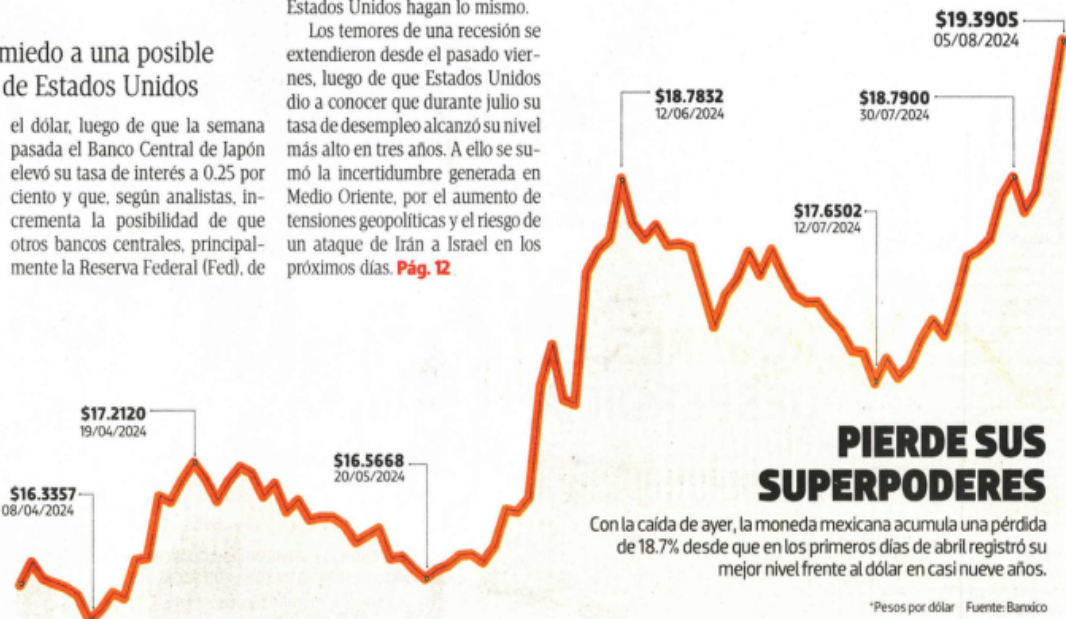 miedo a una posible
de Estados Unidos
el dólar, luego de que la semana
pasada el Banco Central de Japón
elevó su tasa de interés a 0.25 por
ciento y que, según analistas, in-
crementa la posibilidad de que
otros bancos centrales, principal-
mente la Reserva Federal (Fed), de
Estados Unidos hagan lo mismo.
Los temores de una recesión se
extendieron desde el pasado vier-
nes, luego de que Estados Unidos
dio a conocer que durante julio su
tasa de desempleo alcanzó su nivel
más alto en tres años. A ello se su-
mó la incertidumbre generada en
Medio Oriente, por el aumento de
tensiones geopolíticas y el riesgo de
un ataque de Irán a Israel en los
próximos días. Pág. 12
$16.3357
08/04/2024
$17.2120
19/04/2024
$16.5668
20/05/2024
$18.7832
12/06/2024
$17.6502
12/07/2024
$18.7900
30/07/2024
$19.3905
05/08/2024
PIERDE SUS
SUPERPODERES
Con la caída de ayer, la moneda mexicana acumula una pérdida
de 18.7% desde que en los primeros días de abril registró su
mejor nivel frente al dólar en casi nueve años.
*Pesos por dólar Fuente: Banxico